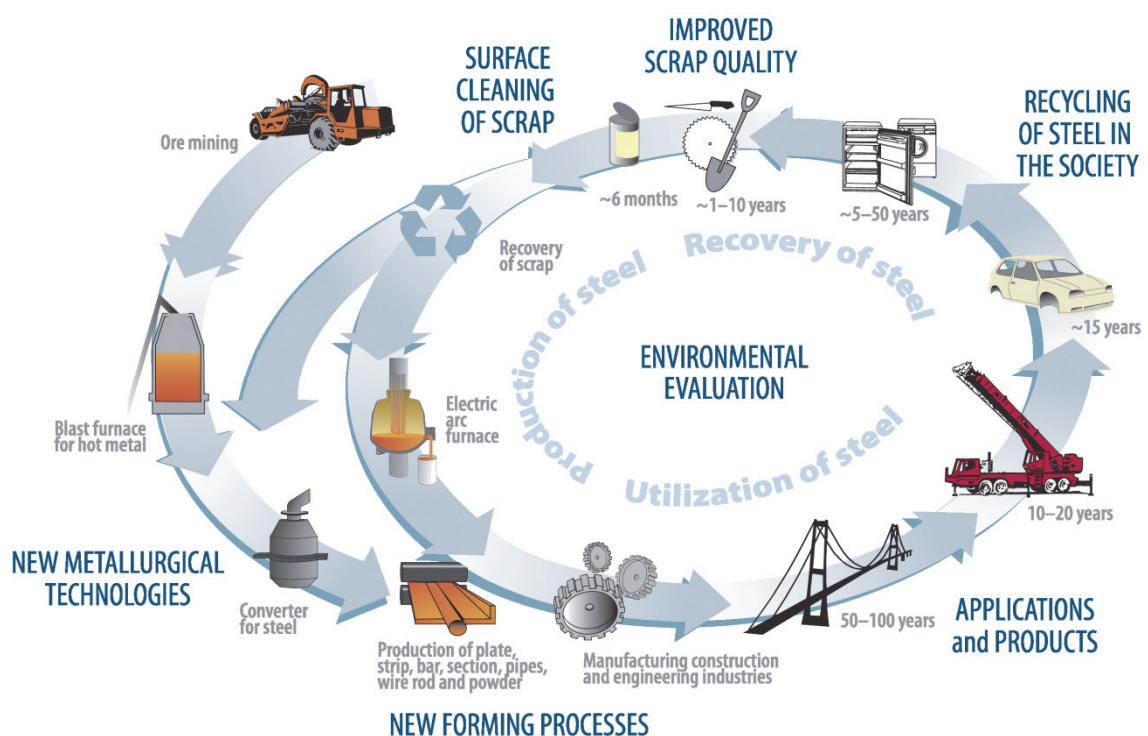 IMPROVED
SCRAP QUALITY
SURFACE
CLEANING
OF SCRAP
RECYCLING
OF STEEL IN
THE SOCIETY
Ore mining
~6 months
~1–10 years
~5–50 years
Recovery
of scrap
Recovery of steel
Production of steel
~15 years
ENVIRONMENTAL
EVALUATION
Electric
arc
furnace
Blast furnace
for hot metal
Utilization of steel
10–20 years
NEW METALLURGICAL
TECHNOLOGIES
Converter
for steel
50–100 years
APPLICATIONS
and PRODUCTS
Production of plate,
strip, bar, section, pipes,
wire rod and powder
Manufacturing construction
and engineering industries
NEW FORMING PROCESSES